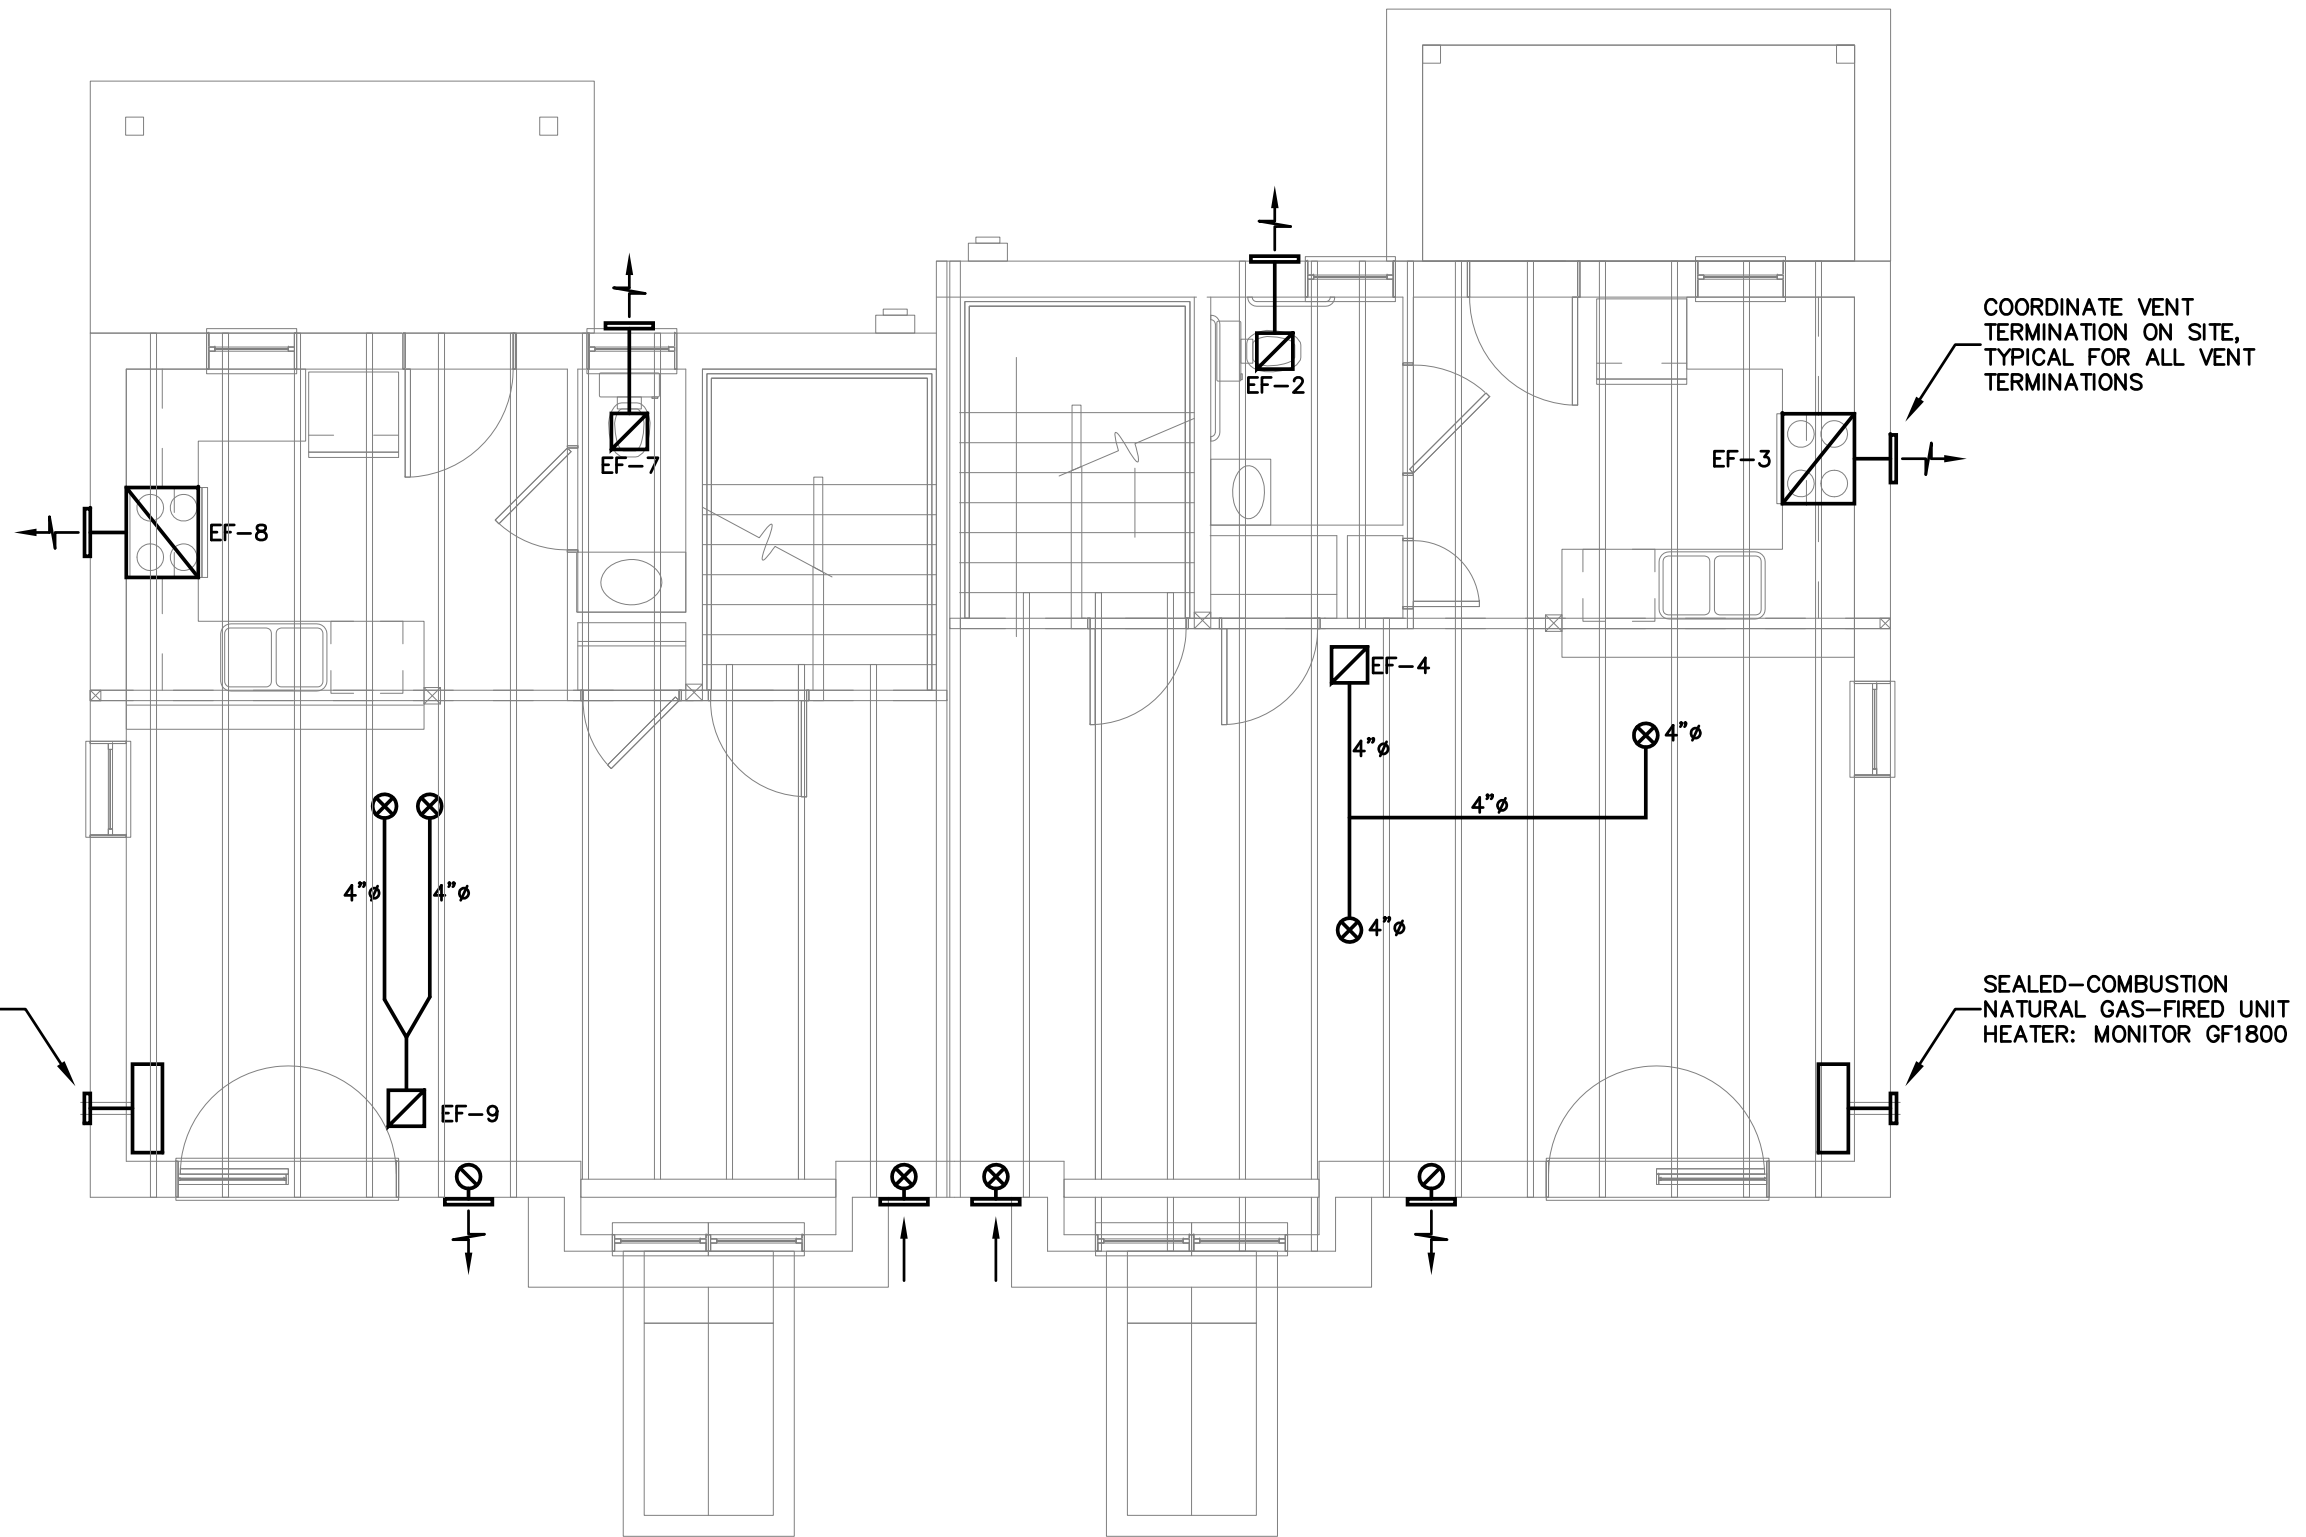 COORDINATE VENT
TERMINATION ON SITE,
TYPICAL FOR ALL VENT
TERMINATIONS
EF-2
EF-7
EF-3
EF-8
EF-4
4"ø
4"ø
4"ø
4"ø
4"ø
4"ø
SEALED-COMBUSTION
NATURAL GAS-FIRED UNIT
HEATER: MONITOR GF1800
EF-9